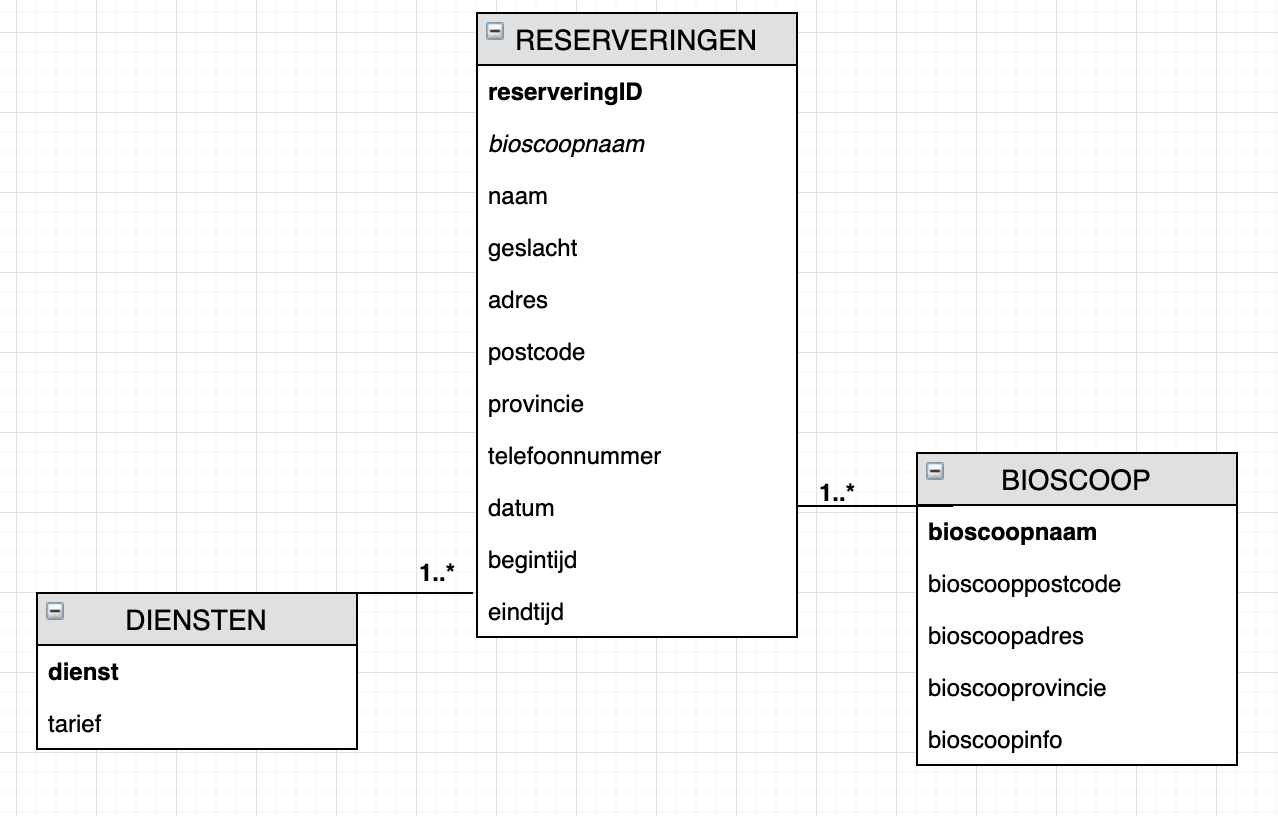 RESERVERINGEN
reserveringID
bioscoopnaam
naam
geslacht
adres
postcode
provincie
telefoonnummer
datum
begintijd
eindtijd
1..*
1..*
DIENSTEN
dienst
tarief
BIOSCOOP
bioscoopnaam
bioscooppostcode
bioscoopadres
bioscooprovincie
bioscoopinfo